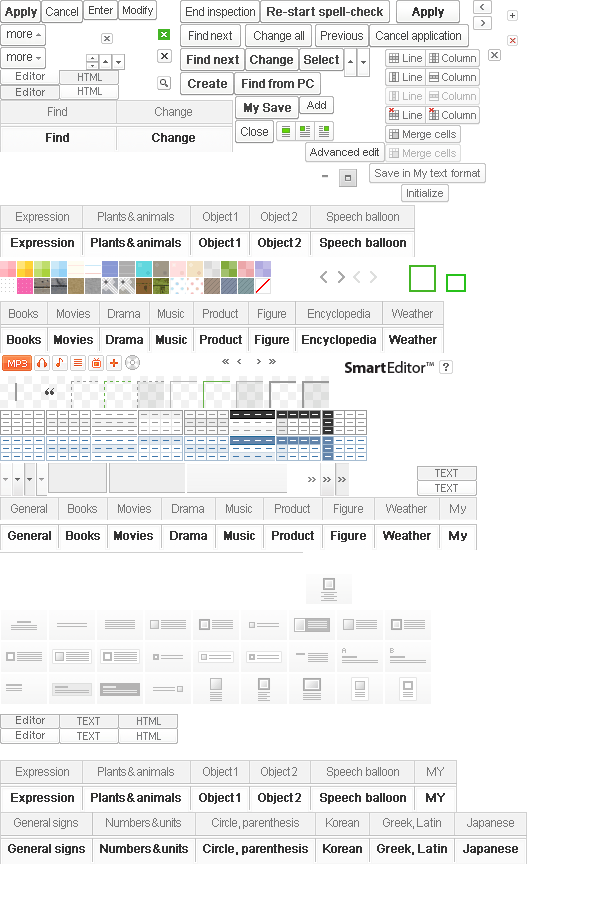 Apply Cancel Enter Modify End inspection Re-start spell-check Apply
more Find next Change all Previous Cancel application
more Find next Change Select Line Column
Editor HTML Create Find from PC Line Column
Editor HTML Line Column
Find Change My Save Add Line Column
Find Change Close Merge cells
Advanced edit Merge cells
Save in My text format
Initialize
Expression Plants & animals Object1 Object2 Speech balloon
Expression Plants & animals Object1 Object2 Speech balloon
Books Movies Drama Music Product Figure Encyclopedia Weather
Books Movies Drama Music Product Figure Encyclopedia Weather
MP3 SmartEditor™ ?
TEXT
TEXT
General Books Movies Drama Music Product Figure Weather My
General Books Movies Drama Music Product Figure Weather My
A B
Editor TEXT HTML
Editor TEXT HTML
Expression Plants & animals Object1 Object2 Speech balloon MY
Expression Plants & animals Object1 Object2 Speech balloon MY
General signs Numbers&units Circle, parenthesis Korean Greek, Latin Japanese
General signs Numbers&units Circle, parenthesis Korean Greek, Latin Japanese